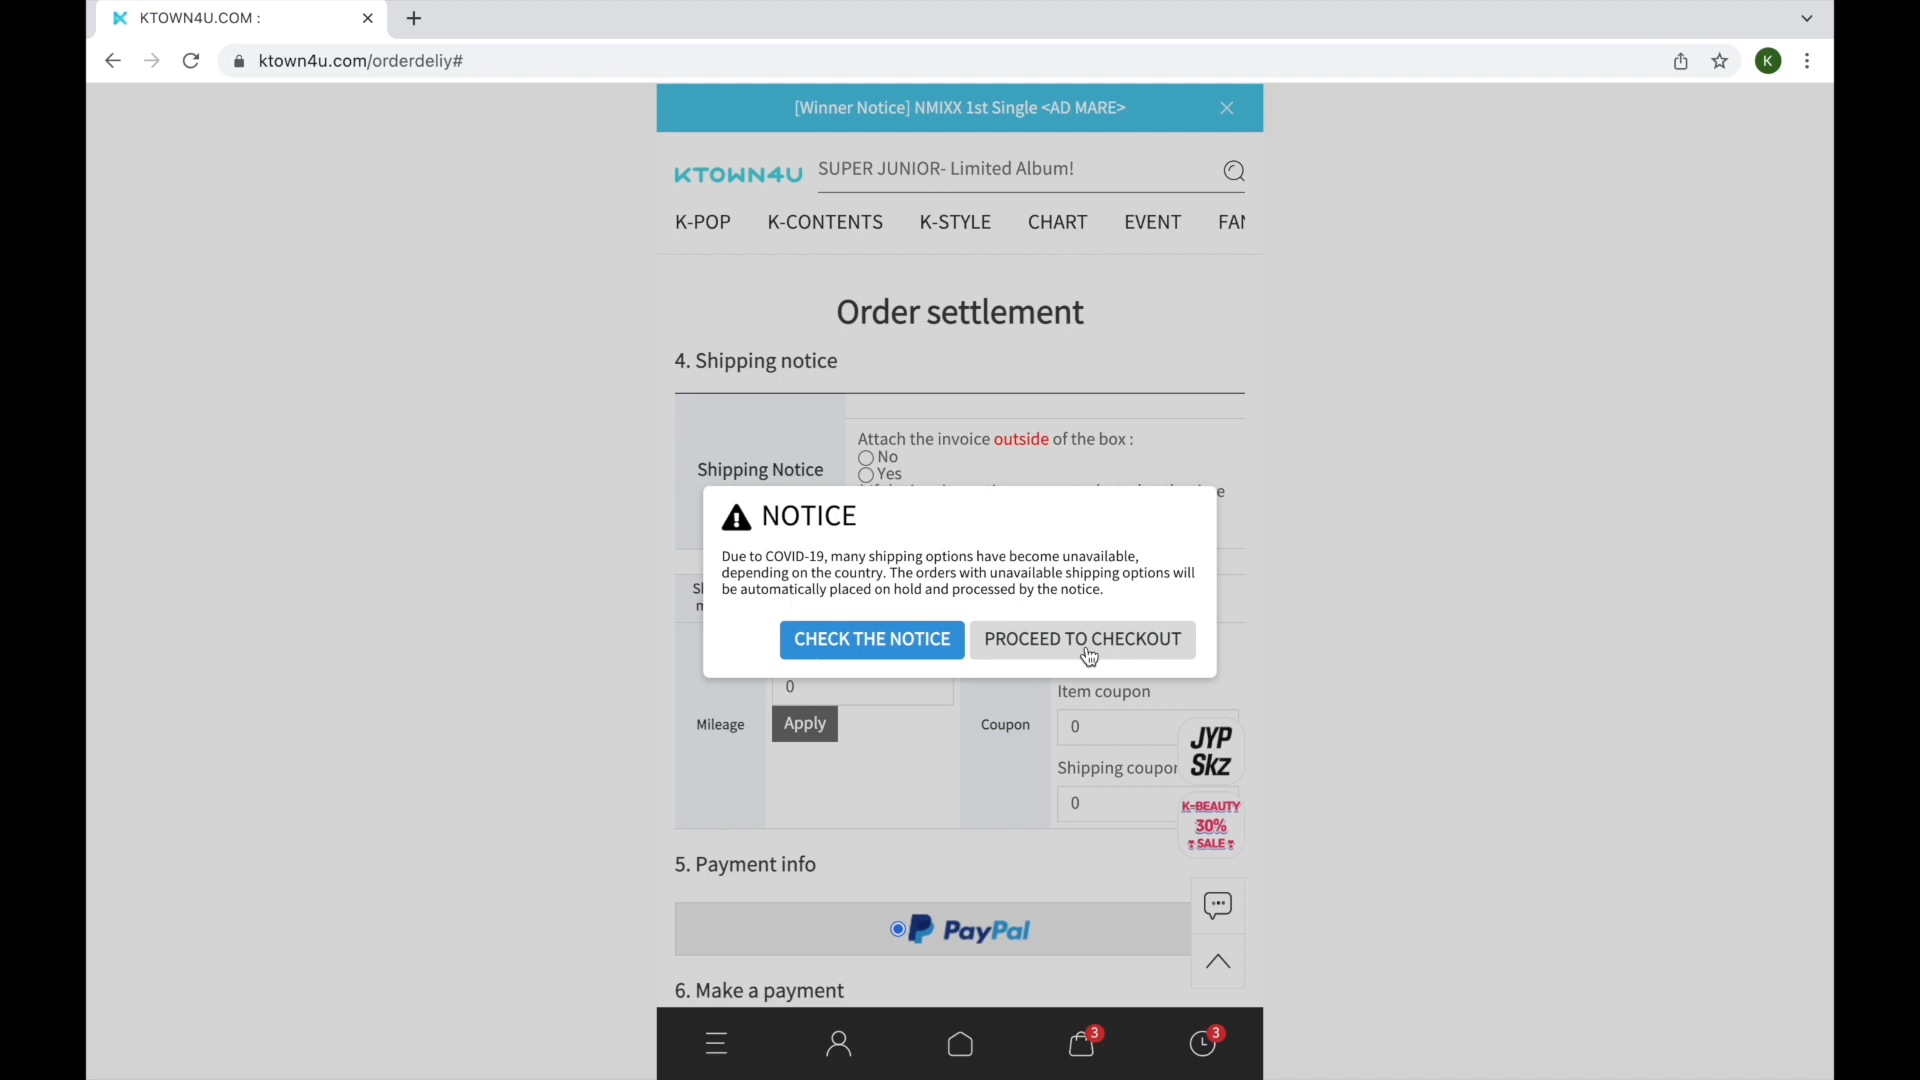 KTOWN4U.COM :
ktown4u.com/orderdeliy#
K
[Winner Notice] NMIXX 1st Single <AD MARE>
KTOWN4U
SUPER JUNIOR- Limited Album!
K-POP K-CONTENTS K-STYLE CHART EVENT FAN
Order settlement
4. Shipping notice
Shipping Notice
Attach the invoice outside of the box :
No
Yes
NOTICE
Due to COVID-19, many shipping options have become unavailable,
depending on the country. The orders with unavailable shipping options will
be automatically placed on hold and processed by the notice.
CHECK THE NOTICE PROCEED TO CHECKOUT
Mileage
0
Apply
Coupon
Item coupon
0
Shipping coupon
0
JYP
Skz
K-BEAUTY
30%
SALE
5. Payment info
PayPal
6. Make a payment
3
3